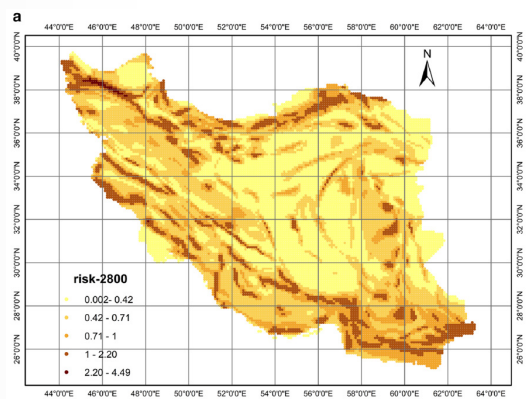 a
44°0'0"E 46°0'0"E 48°0'0"E 50°0'0"E 52°0'0"E 54°0'0"E 56°0'0"E 58°0'0"E 60°0'0"E 62°0'0"E 64°0'0"E
N
40°0'0"N 40°0'0"N
38°0'0"N 38°0'0"N
36°0'0"N 36°0'0"N
34°0'0"N 34°0'0"N
32°0'0"N 32°0'0"N
30°0'0"N 30°0'0"N
28°0'0"N 28°0'0"N
26°0'0"N 26°0'0"N
risk-2800
0.002- 0.42
0.42 - 0.71
0.71 - 1
1 - 2.20
2.20 - 4.49
44°0'0"E 46°0'0"E 48°0'0"E 50°0'0"E 52°0'0"E 54°0'0"E 56°0'0"E 58°0'0"E 60°0'0"E 62°0'0"E 64°0'0"E